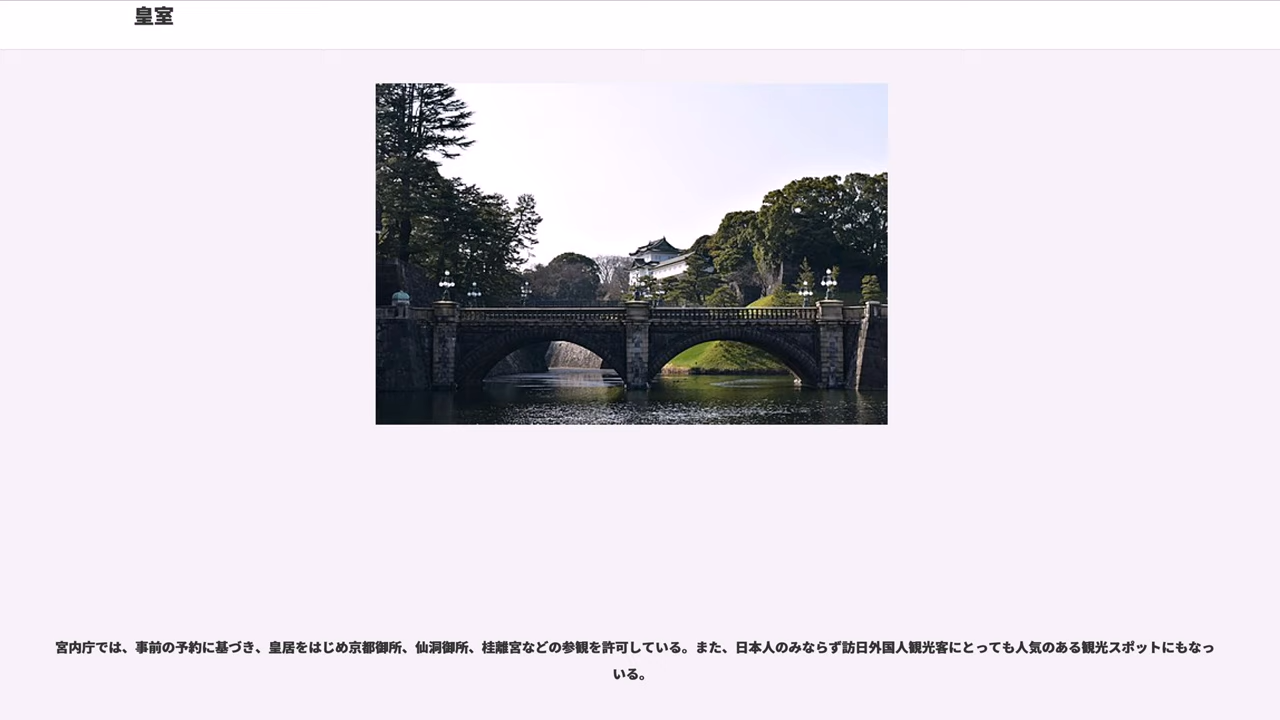 皇室
宮内庁では、事前の予約に基づき、皇居をはじめ京都御所、仙洞御所、桂離宮などの参観を許可している。また、日本人のみならず訪日外国人観光客にとっても人気のある観光スポットにもなっ
いる。